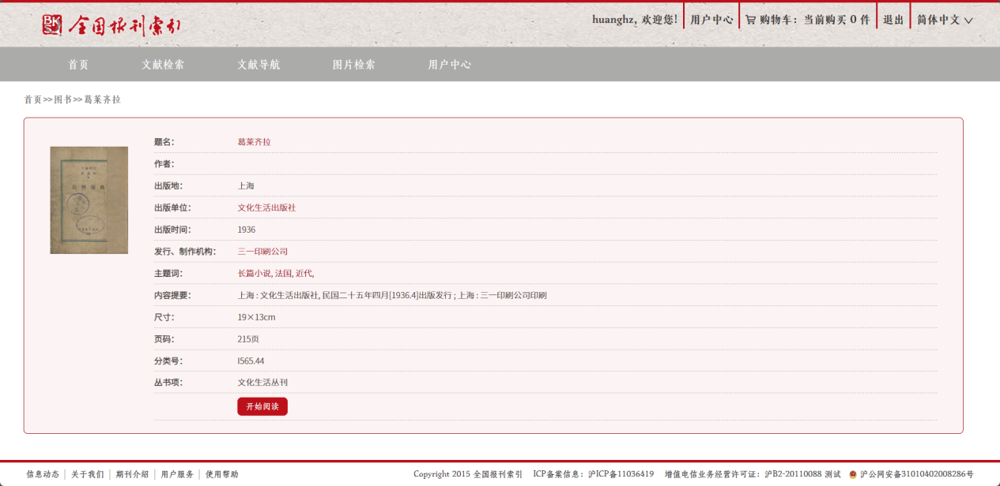 全国报刊索引
huanghz, 欢迎您! 用户中心 购物车: 当前购买 0 件 退出 简体中文
首页 文献检索 文献导航 图片检索 用户中心
首页>>图书>>葛莱齐拉
题名: 葛莱齐拉
作者:
出版地: 上海
出版单位: 文化生活出版社
出版时间: 1936
发行、制作机构: 三一印刷公司
主题词: 长篇小说, 法国, 近代,
内容提要: 上海 : 文化生活出版社, 民国二十五年四月[1936.4]出版发行 ; 上海 : 三一印刷公司印刷
尺寸: 19×13cm
页码: 215页
分类号: I565.44
丛书项: 文化生活丛刊
开始阅读
信息动态 | 关于我们 | 期刊介绍 | 用户服务 | 使用帮助
Copyright 2015 全国报刊索引 ICP备案信息: 沪ICP备11036419 增值电信业务经营许可证: 沪B2-20110088 测试 沪公网安备31010402008286号